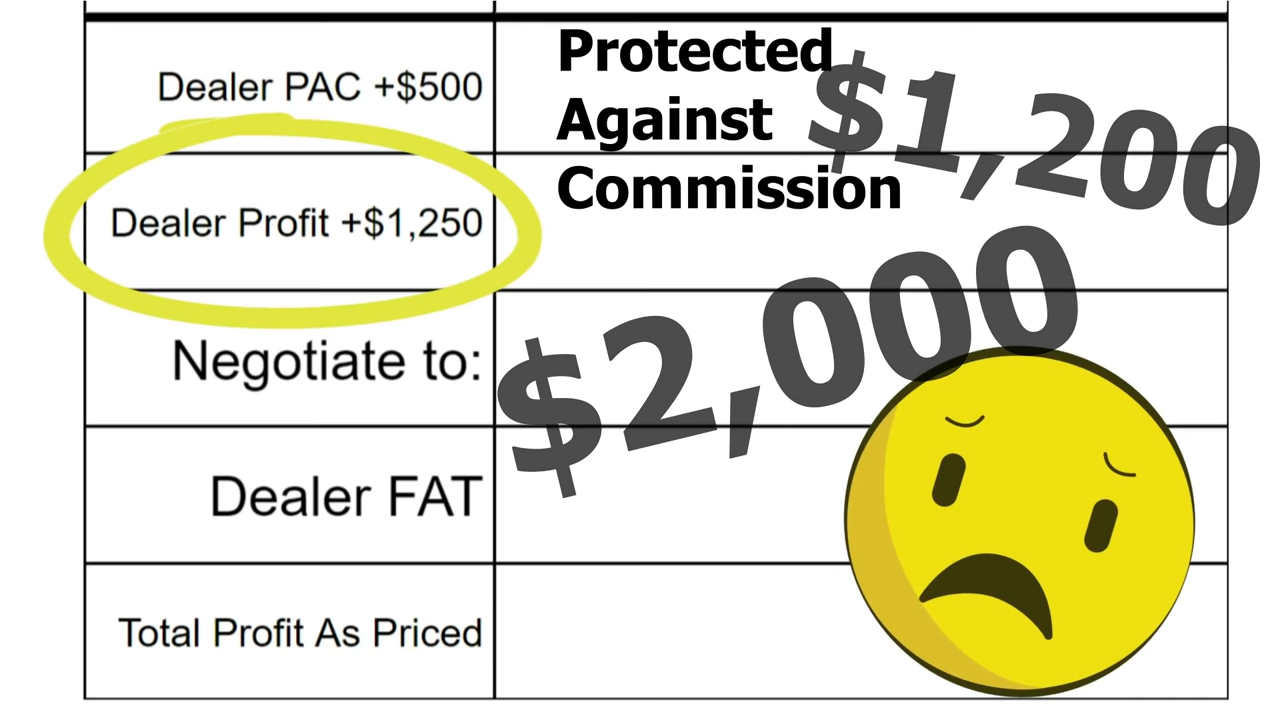 Dealer PAC +$500
Protected
Against
Commission
$1,200
Dealer Profit +$1,250
$2,000
Negotiate to:
Dealer FAT
Total Profit As Priced